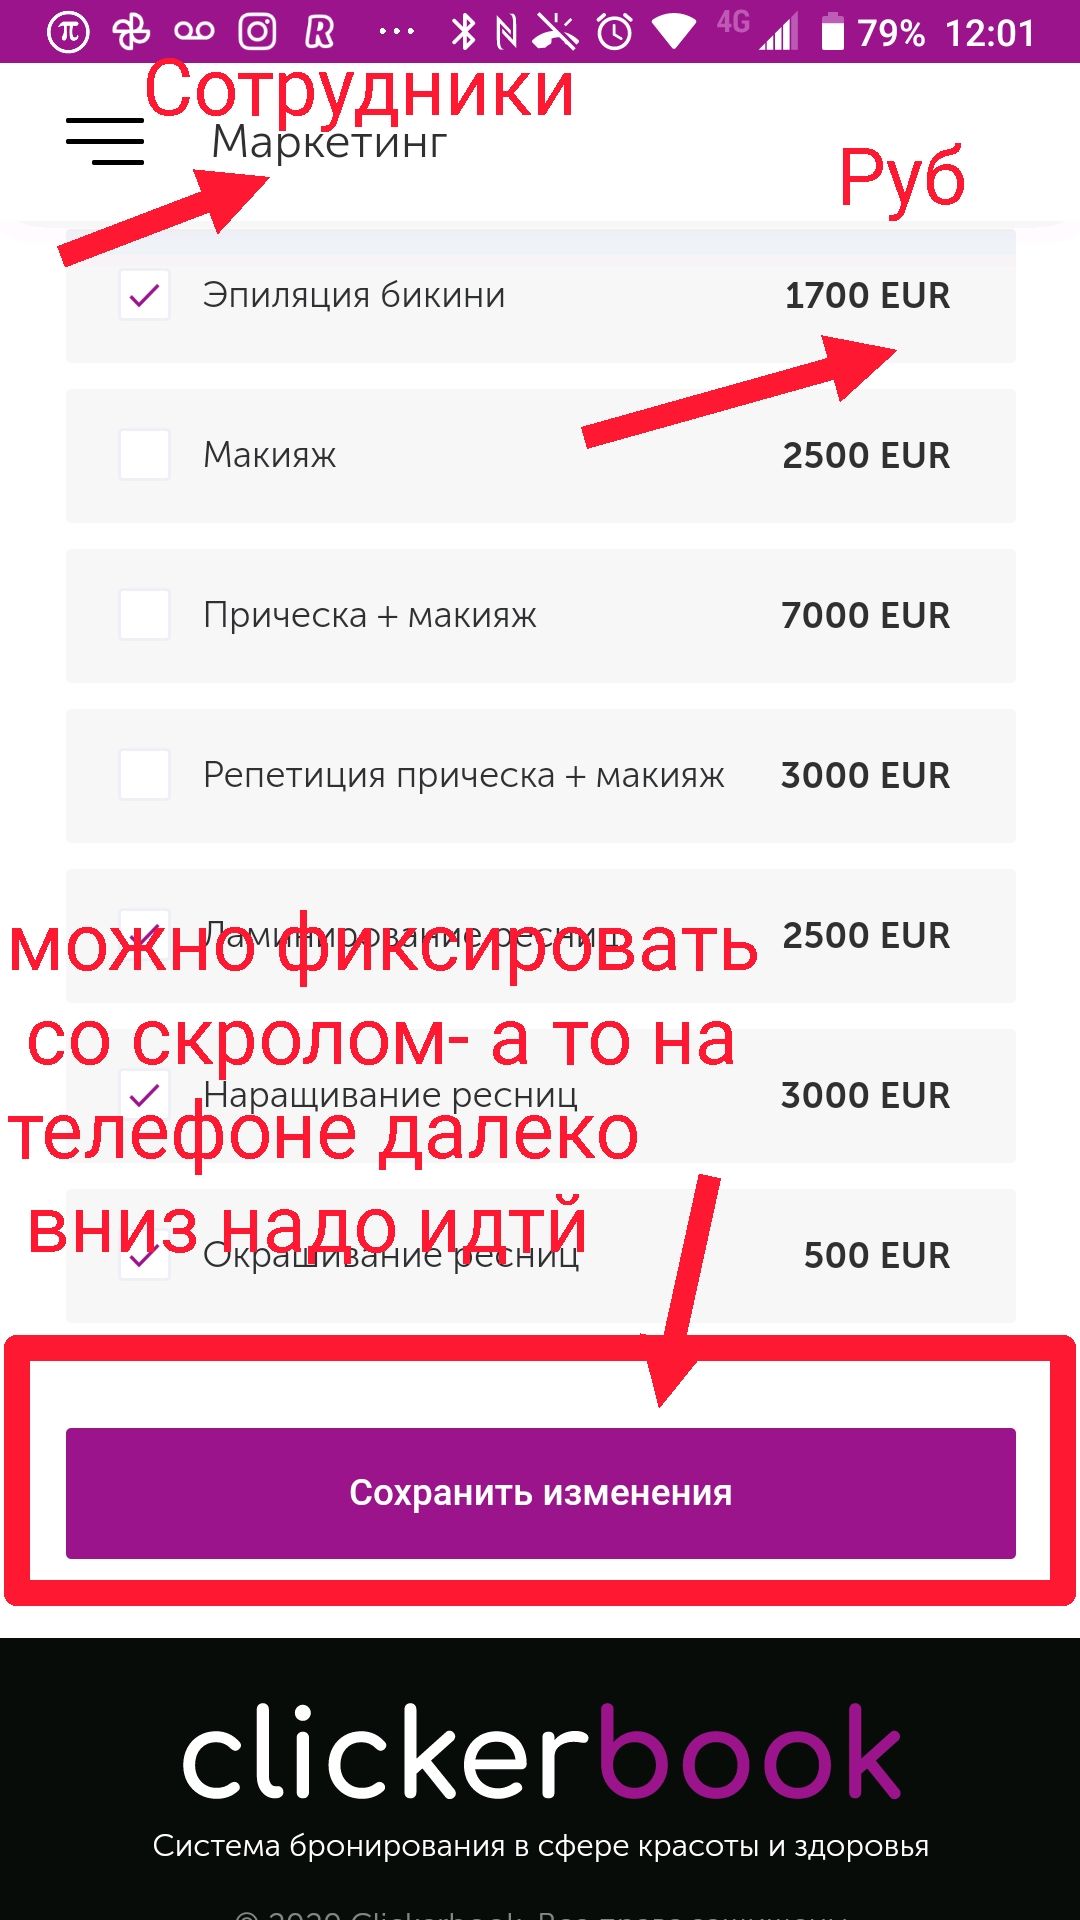 79% 12:01
4G
Сотрудники
Маркетинг
Руб
Эпиляция бикини 1700 EUR
Макияж 2500 EUR
Прическа + макияж 7000 EUR
Репетиция прическа + макияж 3000 EUR
Ламинирование ресниц 2500 EUR
можно фиксировать
со скролом- а то на
Наращивание ресниц 3000 EUR
телефоне далеко
вниз надо идтй
Окрашивание ресниц 500 EUR
Сохранить изменения
clickerbook
Система бронирования в сфере красоты и здоровья
© 2020 Clickerbook. Все права защищены